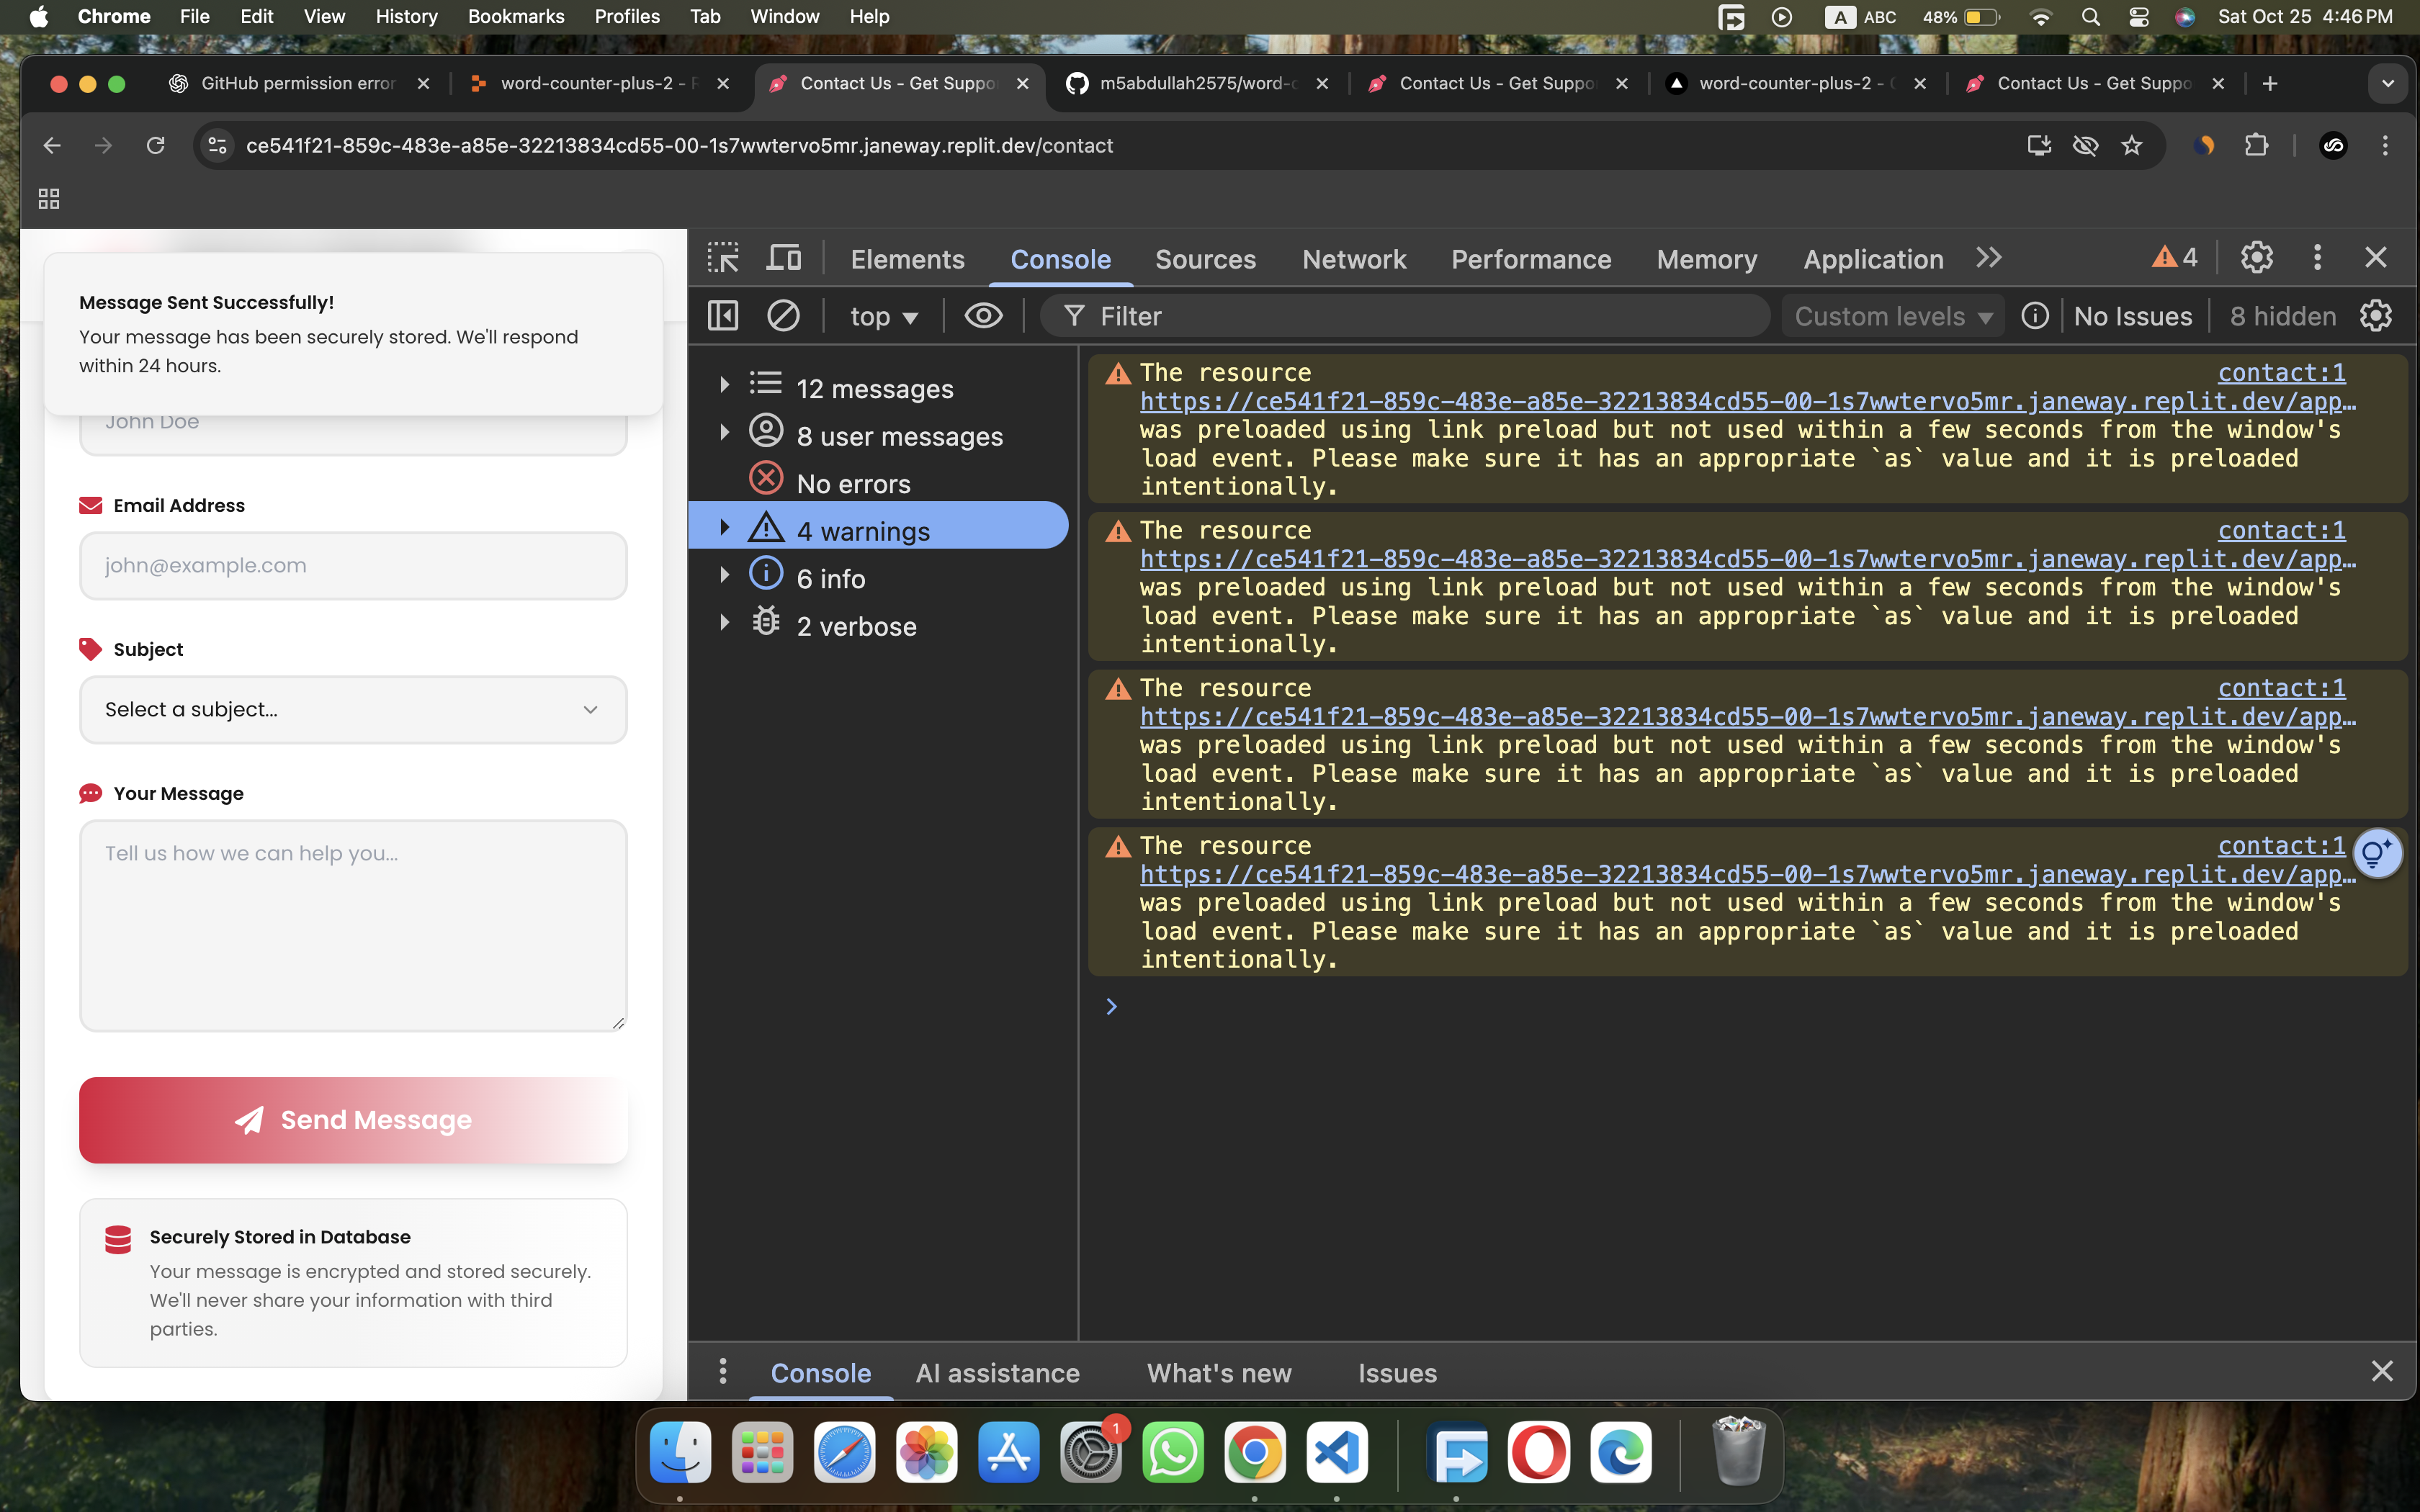 Chrome File Edit View History Bookmarks Profiles Tab Window Help A ABC 48% Sat Oct 25 4:46 PM
GitHub permission error word-counter-plus-2 - R Contact Us - Get Suppo m5abdullah2575/word-c Contact Us - Get Suppo word-counter-plus-2 - Contact Us - Get Suppo
ce541f21-859c-483e-a85e-32213834cd55-00-1s7wwtervo5mr.janeway.replit.dev/contact
Message Sent Successfully!
Your message has been securely stored. We'll respond
within 24 hours.
John Doe
Email Address
john@example.com
Subject
Select a subject...
Your Message
Tell us how we can help you...
Send Message
Securely Stored in Database
Your message is encrypted and stored securely.
We'll never share your information with third
parties.
Elements Console Sources Network Performance Memory Application 4
top Filter Custom levels No Issues 8 hidden
12 messages
8 user messages
No errors
4 warnings
6 info
2 verbose
The resource contact:1
https://ce541f21-859c-483e-a85e-32213834cd55-00-1s7wwtervo5mr.janeway.replit.dev/app…
was preloaded using link preload but not used within a few seconds from the window's
load event. Please make sure it has an appropriate `as` value and it is preloaded
intentionally.
The resource contact:1
https://ce541f21-859c-483e-a85e-32213834cd55-00-1s7wwtervo5mr.janeway.replit.dev/app…
was preloaded using link preload but not used within a few seconds from the window's
load event. Please make sure it has an appropriate `as` value and it is preloaded
intentionally.
The resource contact:1
https://ce541f21-859c-483e-a85e-32213834cd55-00-1s7wwtervo5mr.janeway.replit.dev/app…
was preloaded using link preload but not used within a few seconds from the window's
load event. Please make sure it has an appropriate `as` value and it is preloaded
intentionally.
The resource contact:1
https://ce541f21-859c-483e-a85e-32213834cd55-00-1s7wwtervo5mr.janeway.replit.dev/app…
was preloaded using link preload but not used within a few seconds from the window's
load event. Please make sure it has an appropriate `as` value and it is preloaded
intentionally.
Console AI assistance What's new Issues
1